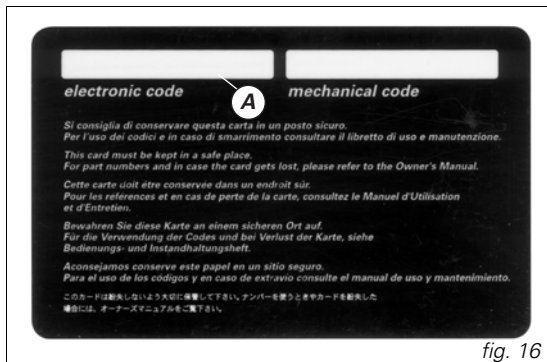 electronic code
mechanical code
A
Si consiglia di conservare questa carta in un posto sicuro.
Per l'uso dei codici e in caso di smarrimento consultare il libretto di uso e manutenzione.
This card must be kept in a safe place.
For part numbers and in case the card gets lost, please refer to the Owner's Manual.
Cette carte doit être conservée dans un endroit sûr.
Pour les références et en cas de perte de la carte, consultez le Manuel d'Utilisation
et d'Entretien.
Bewahren Sie diese Karte an einem sicheren Ort auf.
Für die Verwendung der Codes und bei Verlust der Karte, siehe
Bedienungs- und Instandhaltungsheft.
Aconsejamos conserve este papel en un sitio seguro.
Para el uso de los códigos y en caso de extravío consulte el manual de uso y mantenimiento.
このカードは紛失しないよう大切に保管して下さい。ナンバーを使うときやカードを紛失した
場合には、オーナーズマニュアルをご覧下さい。
fig. 16